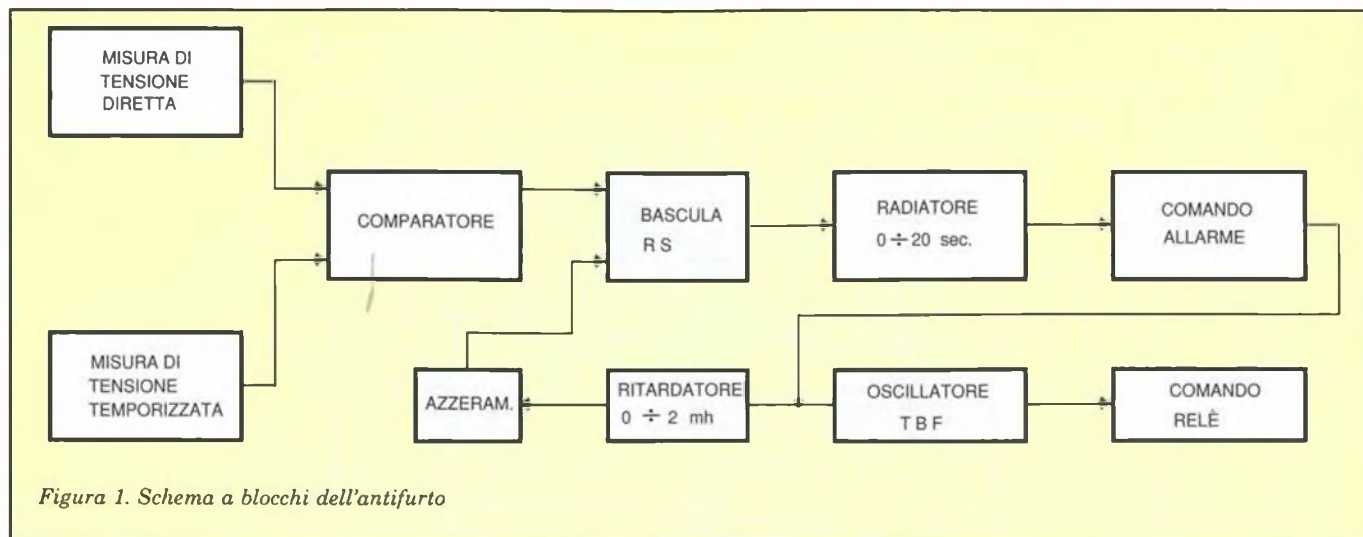 MISURA DI
TENSIONE
DIRETTA
COMPARATORE
BASCULA
R S
RADIATORE
0 ÷ 20 sec.
COMANDO
ALLARME
MISURA DI
TENSIONE
TEMPORIZZATA
AZZERAM.
RITARDATORE
0 ÷ 2 mh
OSCILLATORE
T B F
COMANDO
RELÈ
Figura 1. Schema a blocchi dell'antifurto